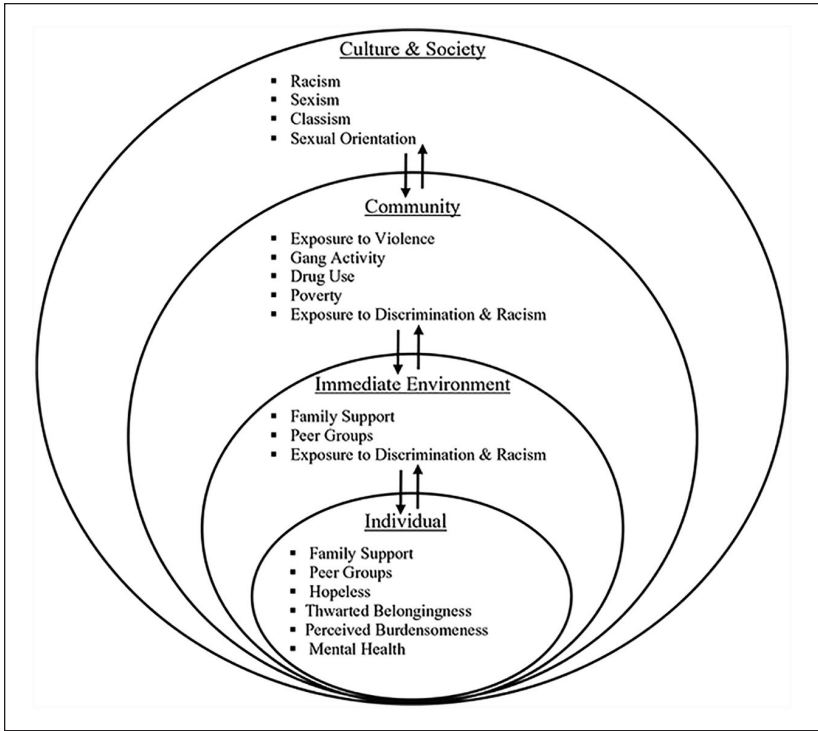 Culture & Society
▪ Racism
▪ Sexism
▪ Classism
▪ Sexual Orientation
Community
▪ Exposure to Violence
▪ Gang Activity
▪ Drug Use
▪ Poverty
▪ Exposure to Discrimination & Racism
Immediate Environment
▪ Family Support
▪ Peer Groups
▪ Exposure to Discrimination & Racism
Individual
▪ Family Support
▪ Peer Groups
▪ Hopeless
▪ Thwarted Belongingness
▪ Perceived Burdensomeness
▪ Mental Health